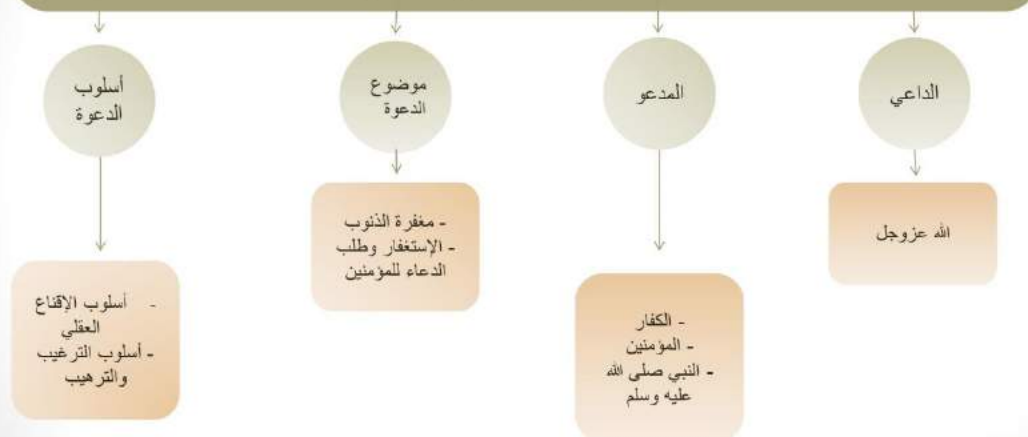 الداعي
الله عزوجل
المدعو
- الكفار
- المؤمنين
- النبي صلى الله
عليه وسلم
موضوع
الدعوة
- مغفرة الذنوب
- الإستغفار وطلب
الدعاء للمؤمنين
أسلوب
الدعوة
- أسلوب الإقناع
العقلي
- أسلوب الترغيب
والترهيب